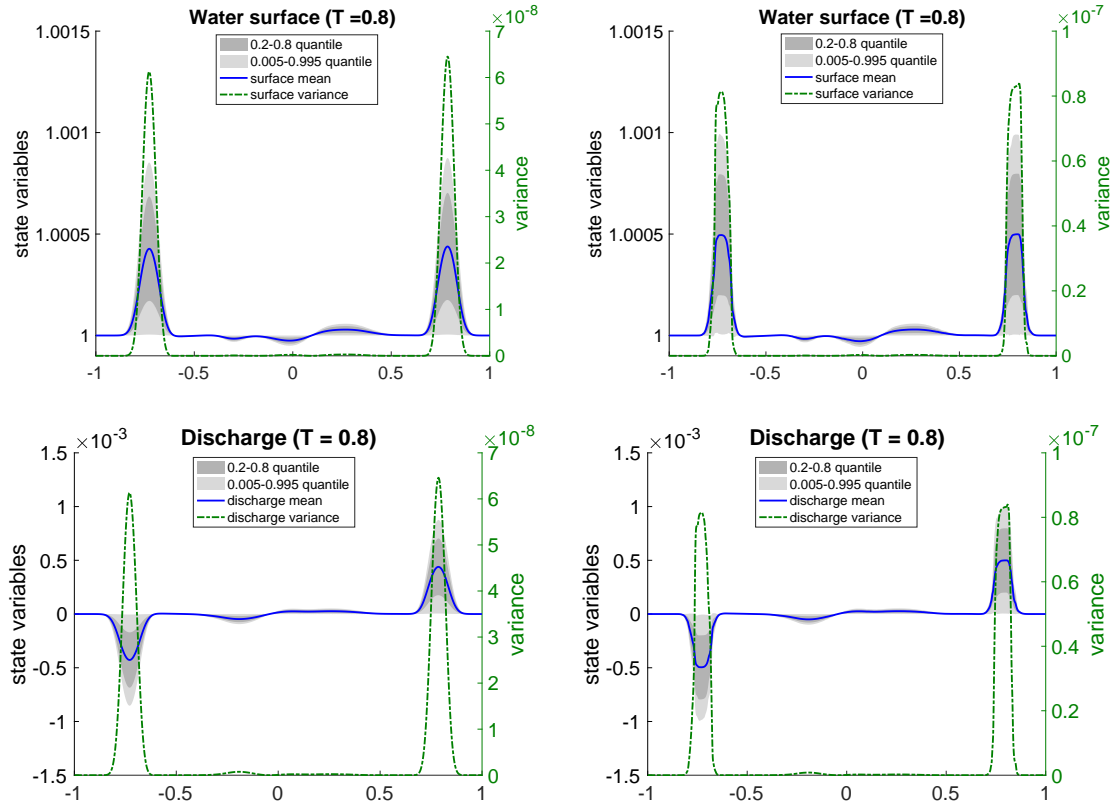 Water surface (T =0.8)
×10⁻⁸
1.0015
1.001
1.0005
1
state variables
0.2-0.8 quantile
0.005-0.995 quantile
surface mean
surface variance
7
6
5
4
3
2
1
0
variance
-1 -0.5 0 0.5 1
Water surface (T =0.8)
×10⁻⁷
1.0015
1.001
1.0005
1
state variables
0.2-0.8 quantile
0.005-0.995 quantile
surface mean
surface variance
1
0.8
0.6
0.4
0.2
0
variance
-1 -0.5 0 0.5 1
Discharge (T = 0.8)
×10⁻³
×10⁻⁸
1.5
1
0.5
0
-0.5
-1
-1.5
state variables
0.2-0.8 quantile
0.005-0.995 quantile
discharge mean
discharge variance
7
6
5
4
3
2
1
0
variance
-1 -0.5 0 0.5 1
Discharge (T = 0.8)
×10⁻³
×10⁻⁷
1.5
1
0.5
0
-0.5
-1
-1.5
state variables
0.2-0.8 quantile
0.005-0.995 quantile
discharge mean
discharge variance
1
0.8
0.6
0.4
0.2
0
variance
-1 -0.5 0 0.5 1